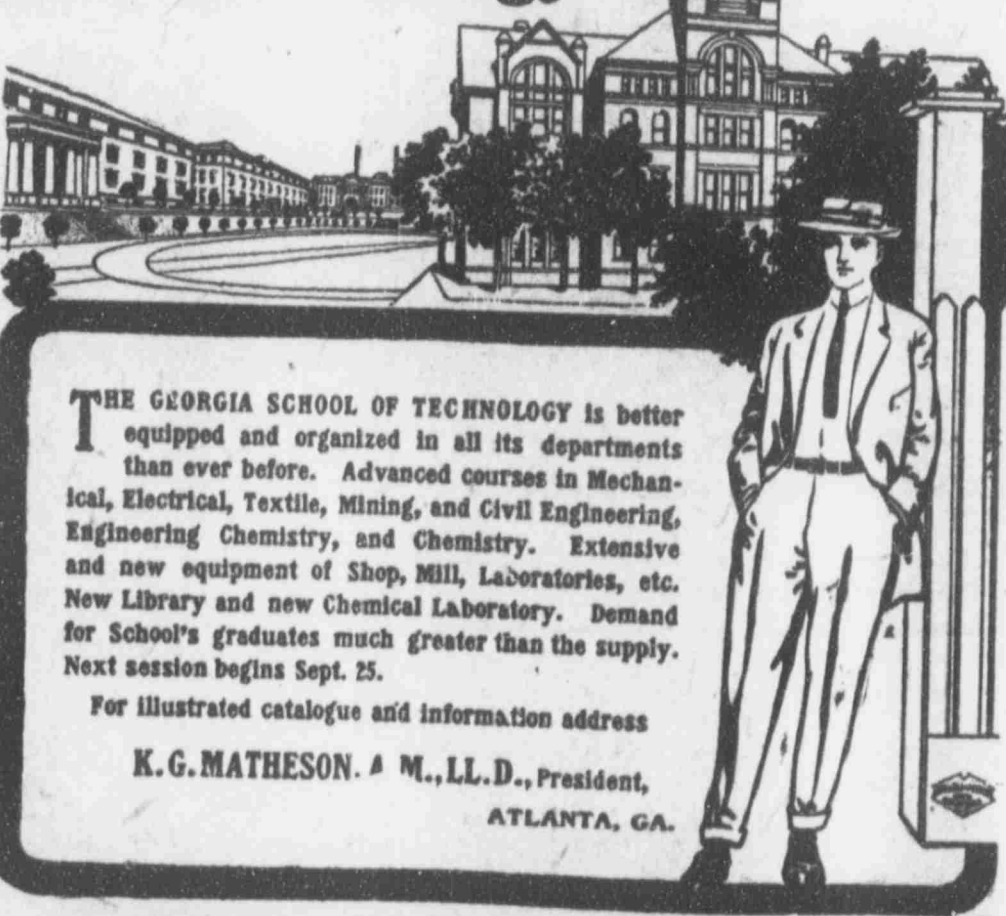 THE GEORGIA SCHOOL OF TECHNOLOGY is better
equipped and organized in all its departments
than ever before. Advanced courses in Mechan-
ical, Electrical, Textile, Mining, and Civil Engineering,
Engineering Chemistry, and Chemistry. Extensive
and new equipment of Shop, Mill, Laboratories, etc.
New Library and new Chemical Laboratory. Demand
for School's graduates much greater than the supply.
Next session begins Sept. 25.
For illustrated catalogue and information address
K.G. MATHESON. A M., LL.D., President,
ATLANTA, GA.